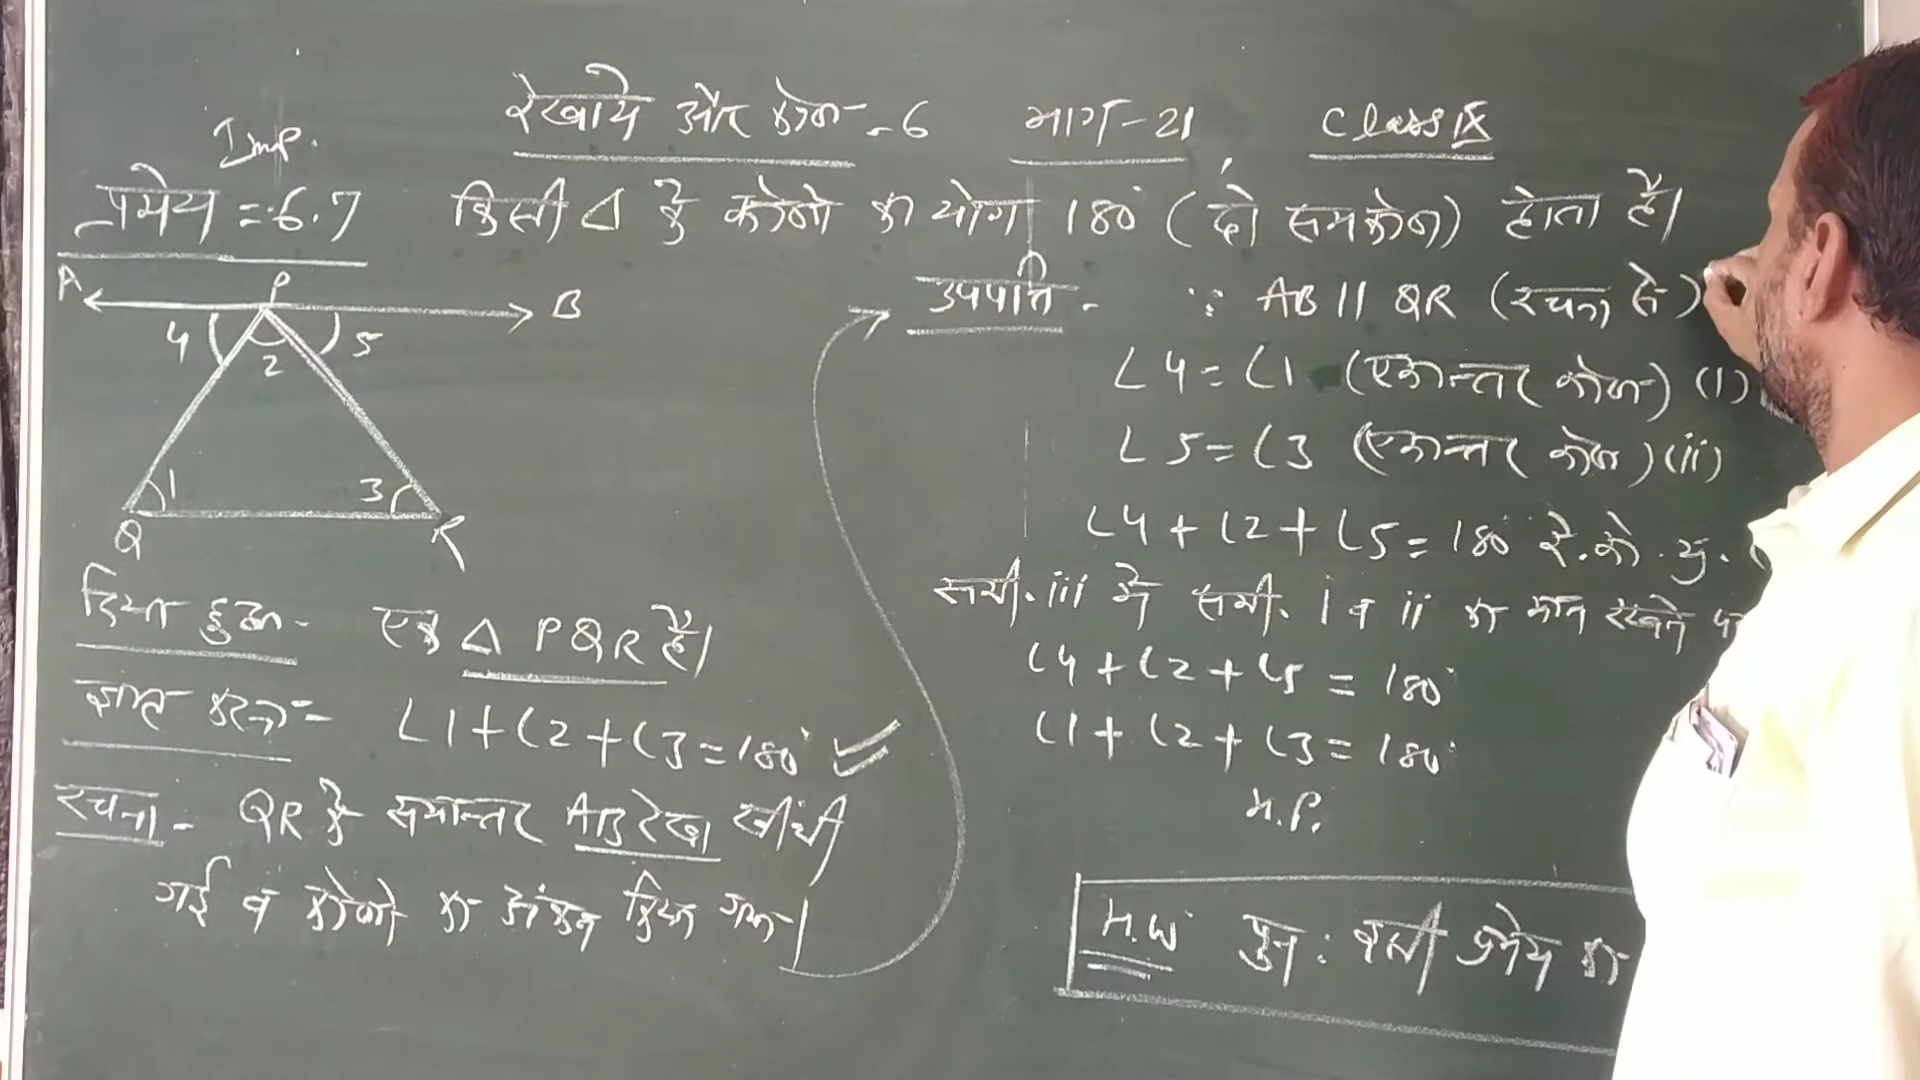 रेखाये और कोण-6 भाग-21 Class IX
Imp.
प्रमेय = 6.7 किसी Δ के कोणो का योग 180° (दो समकोण) होता है।
A P B
4 2 5
1 3
Q R
दिया हुआ- एक Δ PQR है।
ज्ञात करना- ∠1+∠2+∠3=180°
रचना- QR के समान्तर AB रेखा खींची
गई व कोणो का अंकन किया गया।
उपपत्ति - ∵ AB || QR (रचना से)
∠4=∠1 (एकान्तर कोण) (i)
∠5=∠3 (एकान्तर कोण) (ii)
∠4+∠2+∠5=180° रे.को.यु.
समी. iii मे समी. i व ii का मान रखने
∠4+∠2+∠5=180°
∠1+∠2+∠3=180°
H.P.
H.W पुन: इसी प्रमेय का